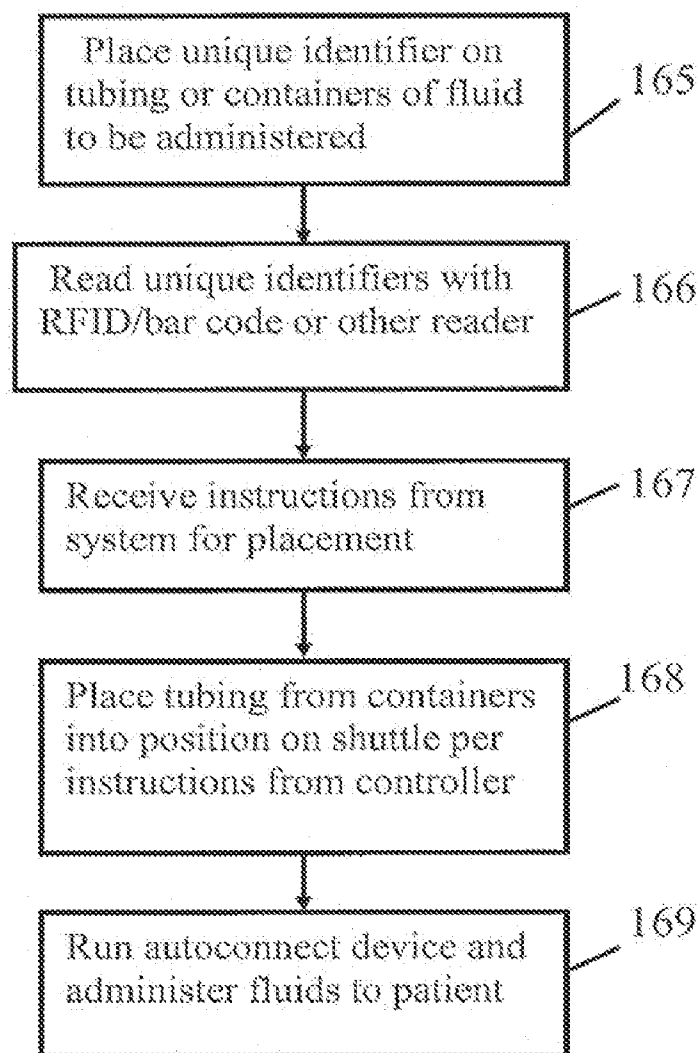 Place unique identifier on
tubing or containers of fluid
to be administered
165
Read unique identifiers with
RFID/bar code or other reader
166
Receive instructions from
system for placement
167
Place tubing from containers
into position on shuttle per
instructions from controller
168
Run autoconnect device and
administer fluids to patient
169